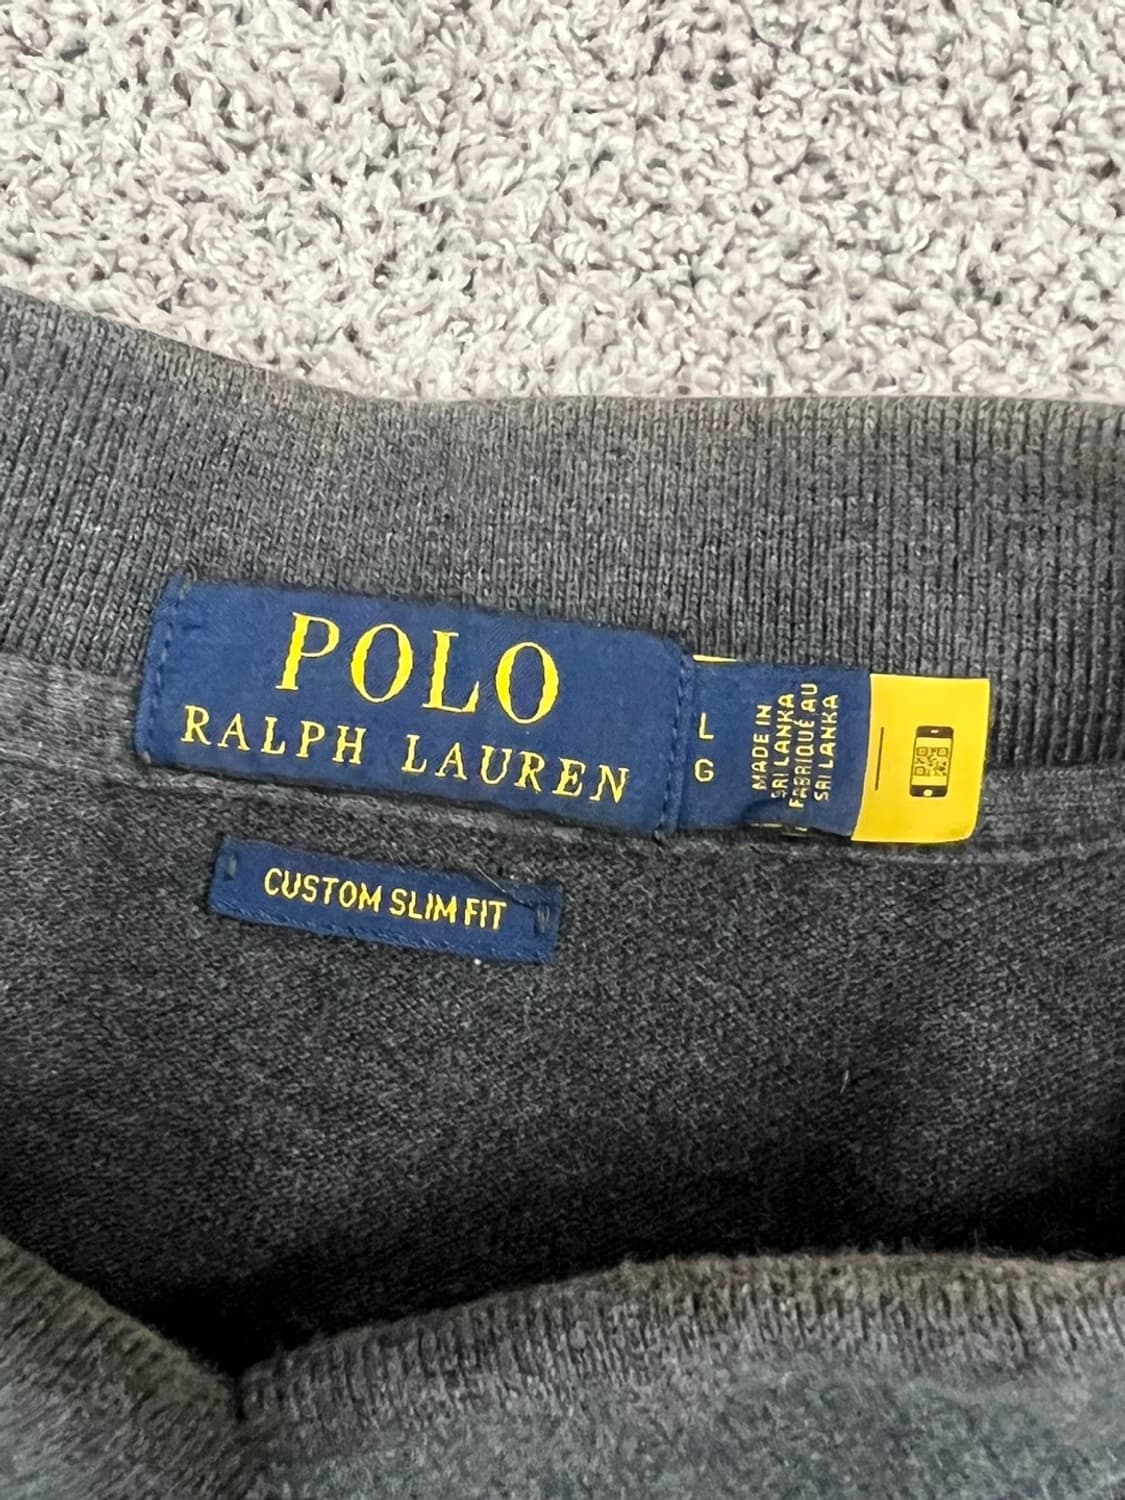 POLO
RALPH LAUREN
L
G
MADE IN
SRI LANKA
FABRIQUÉ AU
SRI LANKA
CUSTOM SLIM FIT